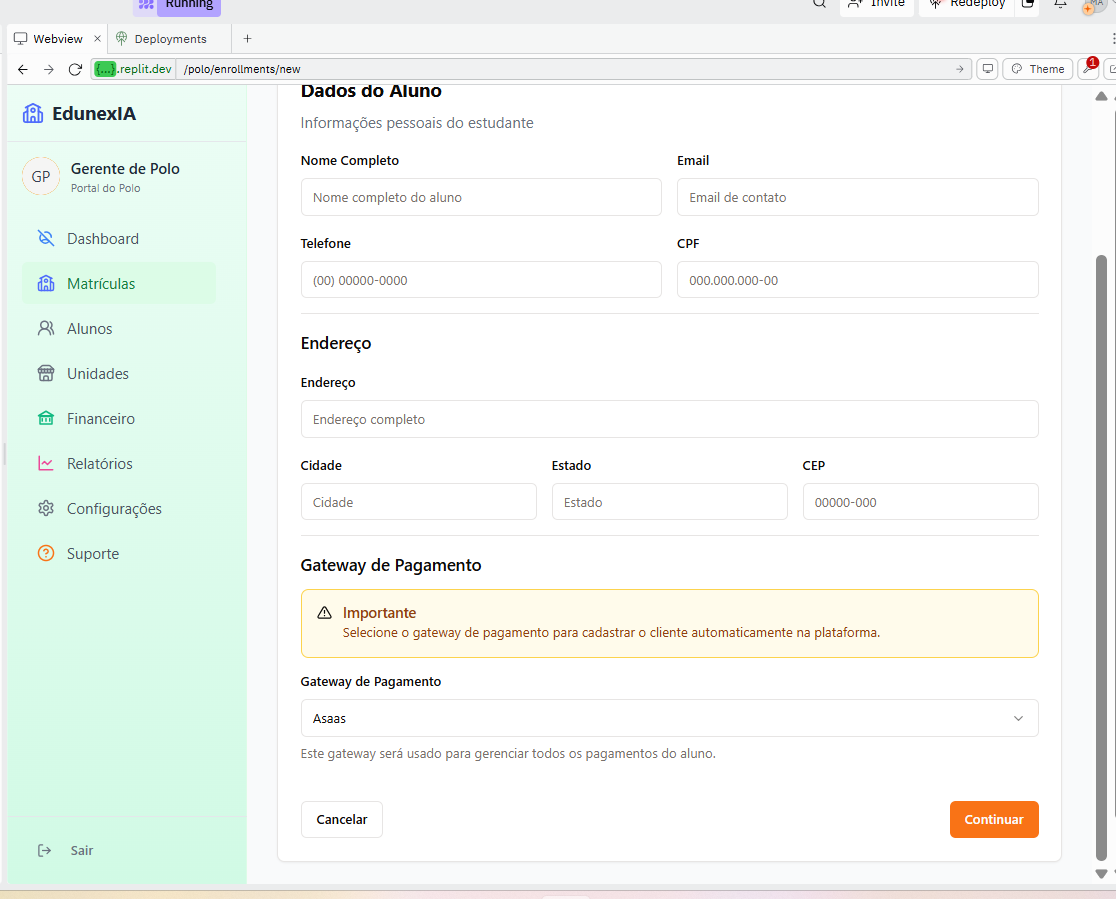 Running
Invite
Redeploy
MA
Webview
Deployments
{...}.replit.dev
/polo/enrollments/new
Theme
1
EdunexIA
GP
Gerente de Polo
Portal do Polo
Dashboard
Matrículas
Alunos
Unidades
Financeiro
Relatórios
Configurações
Suporte
Sair
Dados do Aluno
Informações pessoais do estudante
Nome Completo
Email
Nome completo do aluno
Email de contato
Telefone
CPF
(00) 00000-0000
000.000.000-00
Endereço
Endereço
Endereço completo
Cidade
Estado
CEP
Cidade
Estado
00000-000
Gateway de Pagamento
Importante
Selecione o gateway de pagamento para cadastrar o cliente automaticamente na plataforma.
Gateway de Pagamento
Asaas
Este gateway será usado para gerenciar todos os pagamentos do aluno.
Cancelar
Continuar